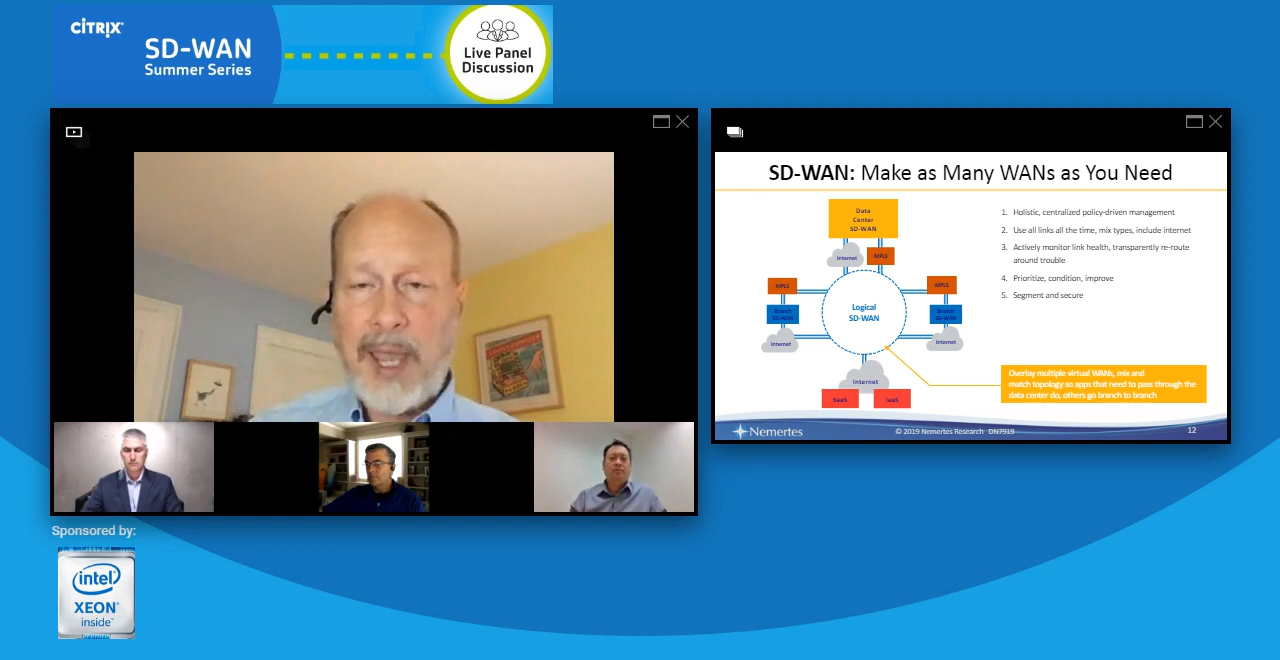 CİTRIX
SD-WAN
Summer Series
Live Panel
Discussion
SD-WAN: Make as Many WANs as You Need
Data
Center
SD-WAN
Internet
MPLS
MPLS
MPLS
Branch
SD-WAN
Logical
SD-WAN
Branch
SD-WAN
Internet
Internet
Internet
SaaS
IaaS
1. Holistic, centralized policy-driven management
2. Use all links all the time, mix types, include internet
3. Actively monitor link health, transparently re-route
around trouble
4. Prioritize, condition, improve
5. Segment and secure
Overlay multiple virtual WANs, mix and
match topology so apps that need to pass through the
data center do, others go branch to branch
Nemertes
© 2019 Nemertes Research DN7919
12
Sponsored by:
intel
XEON
inside